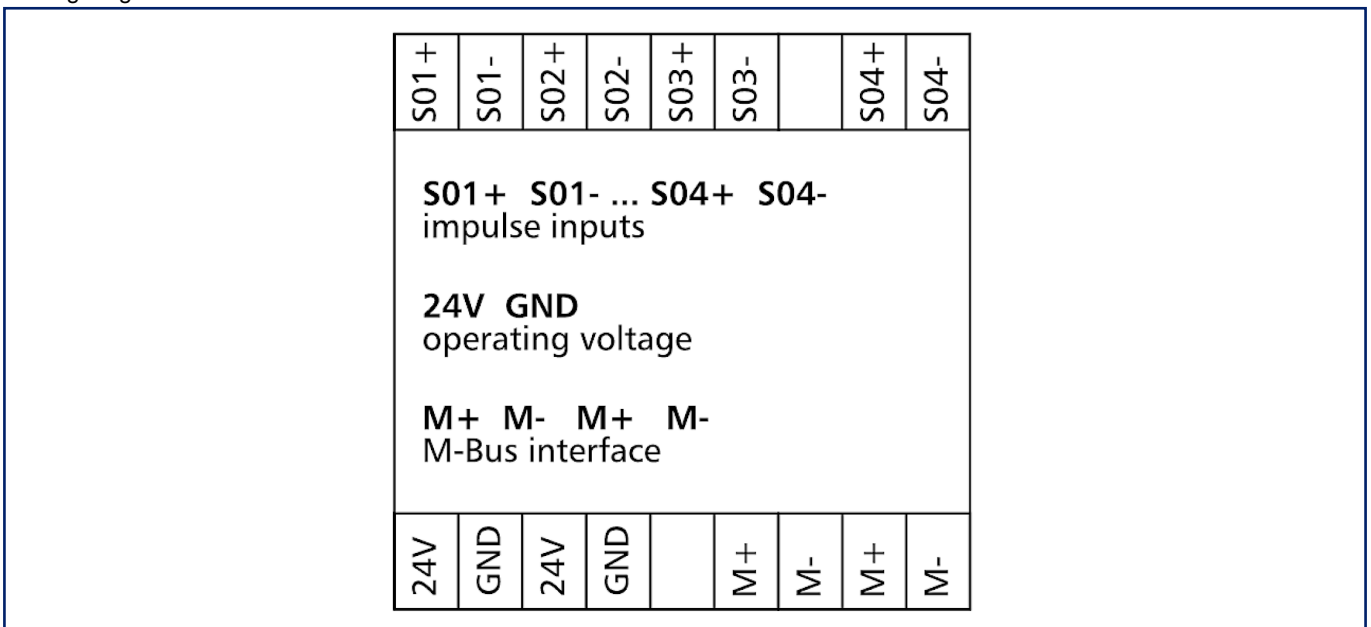 S01+ S01- S02+ S02- S03+ S03- S04+ S04-
S01+ S01- ... S04+ S04-
impulse inputs
24V GND
operating voltage
M+ M- M+ M-
M-Bus interface
24V GND 24V GND M+ M- M+ M-